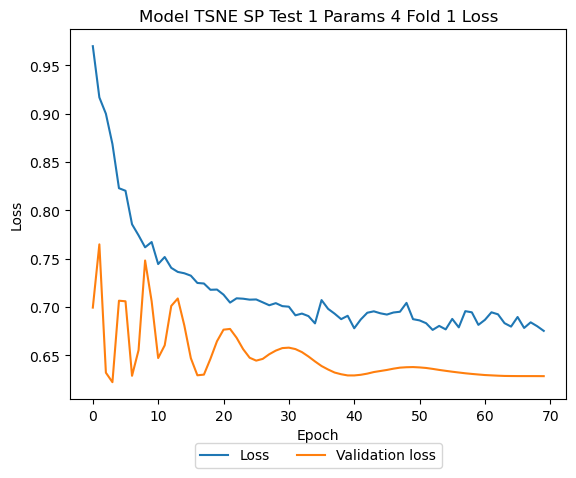 Model TSNE SP Test 1 Params 4 Fold 1 Loss
Loss
0.95
0.90
0.85
0.80
0.75
0.70
0.65
0 10 20 30 40 50 60 70
Epoch
Loss Validation loss